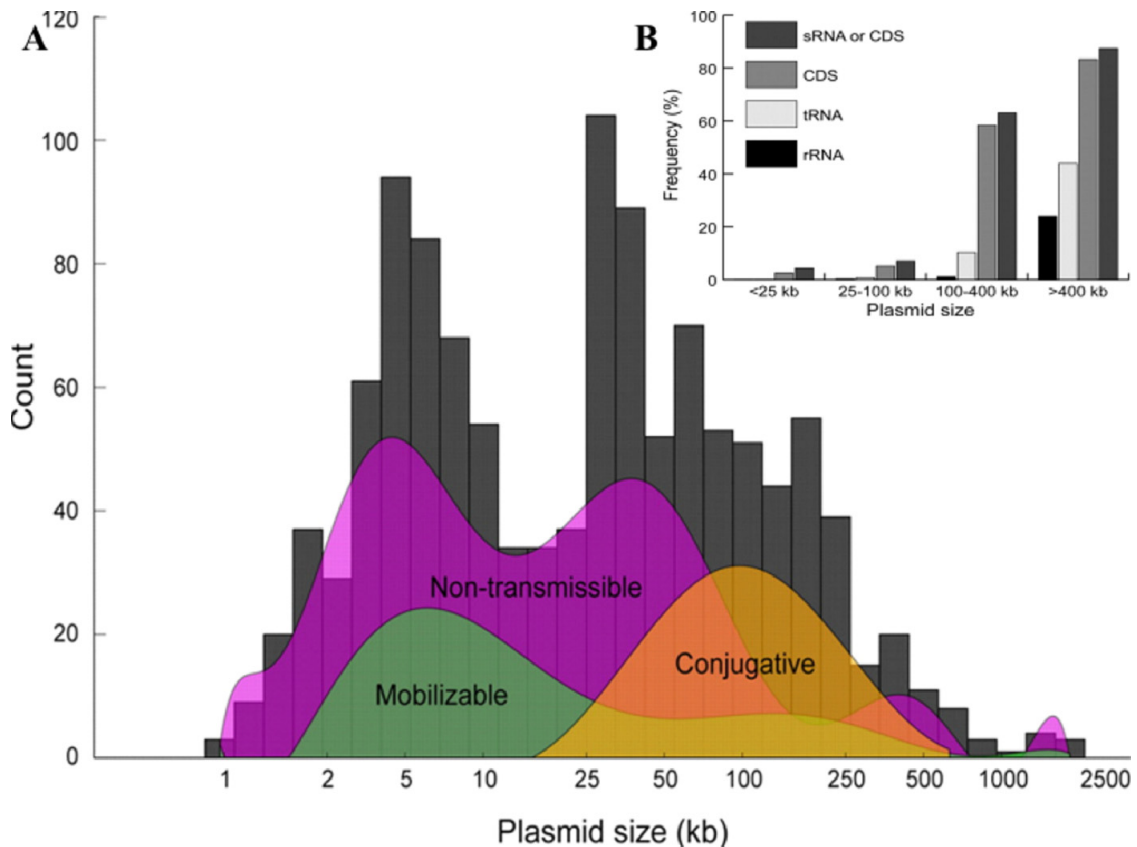 A
120
100
80
60
40
20
0
Count
Non-transmissible
Mobilizable
Conjugative
1 2 5 10 25 50 100 250 500 1000 2500
Plasmid size (kb)
B
100
80
60
40
20
0
Frequency (%)
sRNA or CDS
CDS
tRNA
rRNA
<25 kb 25-100 kb 100-400 kb >400 kb
Plasmid size